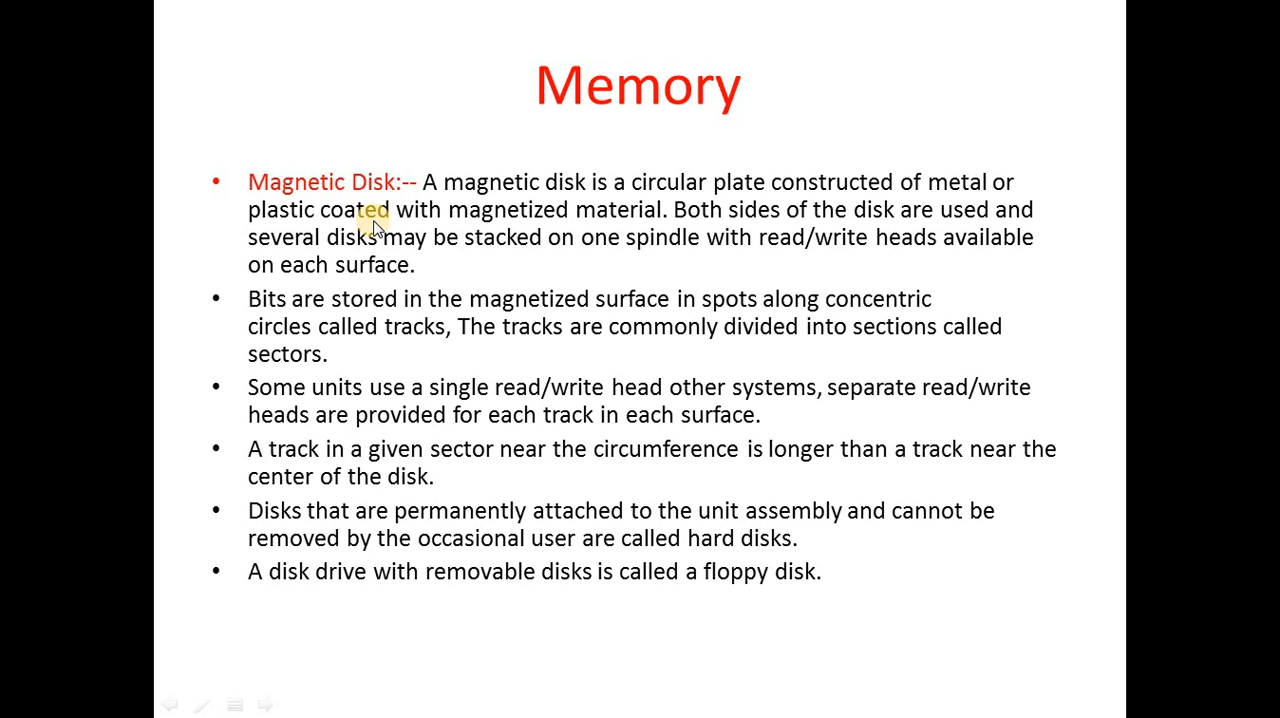 Memory
• Magnetic Disk:-- A magnetic disk is a circular plate constructed of metal or
plastic coated with magnetized material. Both sides of the disk are used and
several disks may be stacked on one spindle with read/write heads available
on each surface.
• Bits are stored in the magnetized surface in spots along concentric
circles called tracks, The tracks are commonly divided into sections called
sectors.
• Some units use a single read/write head other systems, separate read/write
heads are provided for each track in each surface.
• A track in a given sector near the circumference is longer than a track near the
center of the disk.
• Disks that are permanently attached to the unit assembly and cannot be
removed by the occasional user are called hard disks.
• A disk drive with removable disks is called a floppy disk.